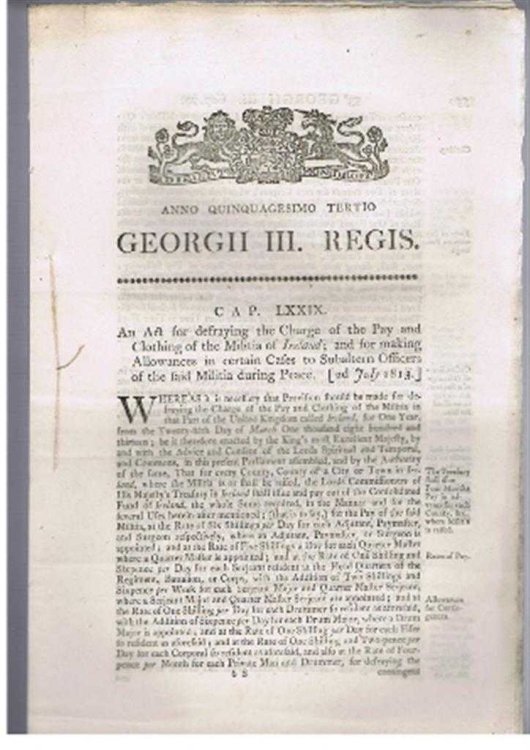 ANNO QUINQUAGESIMO TERTIO
GEORGII III. REGIS.
CAP. LXXIX.
An Act for defraying the Charge of the Pay and
Clothing of the Militia of Ireland; and for making
Allowances in certain Cases to Subaltern Officers
of the said Militia during Peace. [2d July 1813.]
WHEREAS it is necessary that Provision should be made for de-
fraying the Charge of the Pay and Clothing of the Militia in
that Part of the United Kingdom called Ireland, for One Year,
from the Twenty-fifth Day of March One thousand eight hundred and
thirteen; be it therefore enacted by the King's most Excellent Majesty, by
and with the Advice and Consent of the Lords Spiritual and Temporal,
and Commons, in this present Parliament assembled, and by the Authority
of the same, That for every County, County of a City or Town in Ire-
land, where the Militia is or shall be raised, the Lords Commissioners of
His Majesty's Treasury in Ireland shall issue and pay out of the Consolidated
Fund of Ireland, the whole Sums required, in the Manner and for the
several Uses herein-after mentioned; (that is to say,) for the Pay of the said
Militia, at the Rate of Six Shillings per Day for each Adjutant, Paymaster,
and Surgeon respectively, where an Adjutant, Paymaster, or Surgeon is
appointed; and at the Rate of Five Shillings a Day for each Quarter Master
where a Quarter Master is appointed; and at the Rate of One Shilling and
Sixpence per Day for each Serjeant resident at the Head Quarters of the
Regiment, Battalion, or Corps, with the Addition of Two Shillings and
Sixpence per Week for each Serjeant Major and Quarter Master Serjeant,
where a Serjeant Major and Quarter Master Serjeant are appointed; and at
the Rate of One Shilling per Day for each Drummer so resident as aforesaid,
with the Addition of Sixpence per Day for each Drum Major, where a Drum
Major is appointed; and at the Rate of One Shilling per Day for each Fifer
so resident as aforesaid; and at the Rate of One Shilling and Two pence per
Day for each Corporal so resident as aforesaid, and also at the Rate of Four-
pence per Month for each Private Man and Drummer, for defraying the
contingent
The Treasury
Rates of Pay.
Allowances